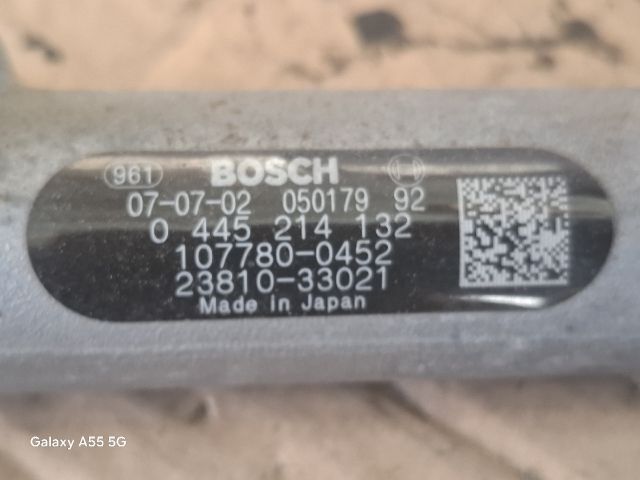 961 BOSCH
07-07-02 050179 92
0 445 214 132
107780-0452
23810-33021
Made in Japan
Galaxy A55 5G